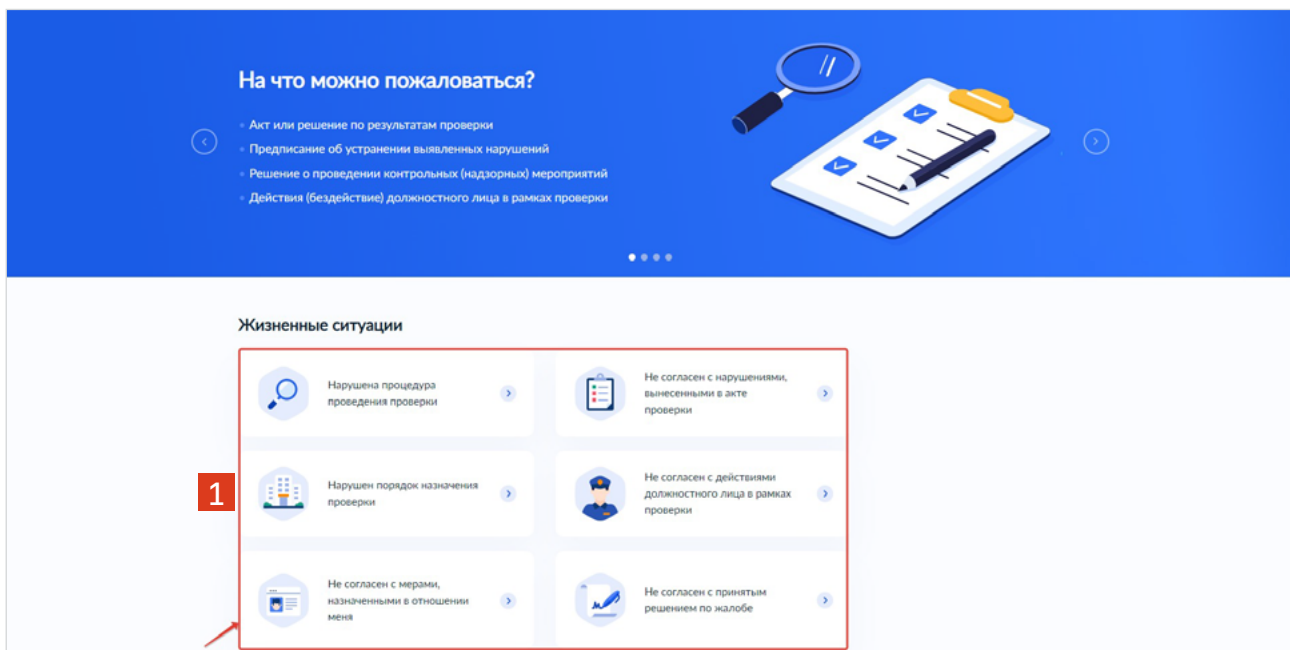 На что можно пожаловаться?
Акт или решение по результатам проверки
Предписание об устранении выявленных нарушений
Решение о проведении контрольных (надзорных) мероприятий
Действия (бездействие) должностного лица в рамках проверки
Жизненные ситуации
Нарушена процедура
проведения проверки
Не согласен с нарушениями,
вынесенными в акте
проверки
1
Нарушен порядок назначения
проверки
Не согласен с действиями
должностного лица в рамках
проверки
Не согласен с мерами,
назначенными в отношении
меня
Не согласен с принятым
решением по жалобе